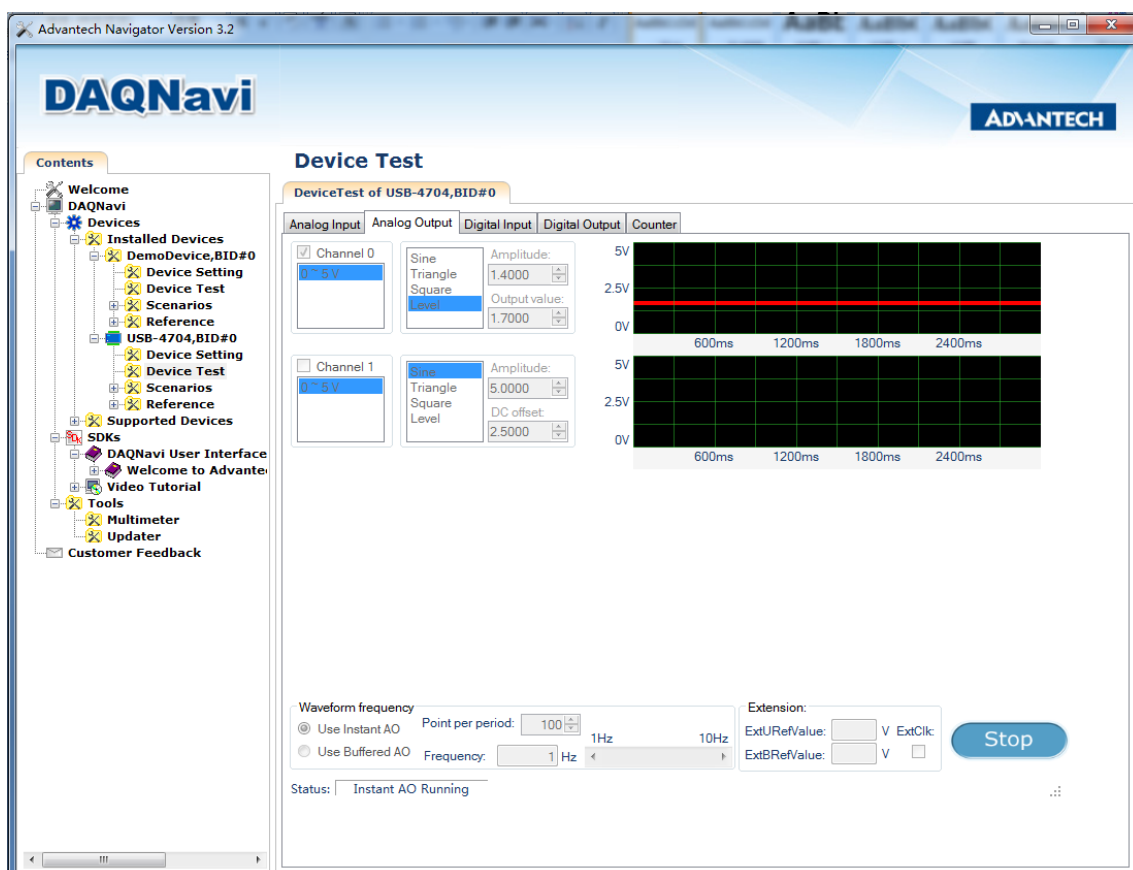 Advantech Navigator Version 3.2
DAQNavi
ADVANTECH
Contents
Welcome
DAQNavi
Devices
Installed Devices
DemoDevice,BID#0
Device Setting
Device Test
Scenarios
Reference
USB-4704,BID#0
Device Setting
Device Test
Scenarios
Reference
Supported Devices
SDKs
DAQNavi User Interface
Welcome to Advante
Video Tutorial
Tools
Multimeter
Updater
Customer Feedback
Device Test
DeviceTest of USB-4704,BID#0
Analog Input Analog Output Digital Input Digital Output Counter
Channel 0
0 ~ 5 V
Sine
Triangle
Square
Level
Amplitude:
1.4000
Output value:
1.7000
5V
2.5V
0V
600ms 1200ms 1800ms 2400ms
Channel 1
0 ~ 5 V
Sine
Triangle
Square
Level
Amplitude:
5.0000
DC offset:
2.5000
5V
2.5V
0V
600ms 1200ms 1800ms 2400ms
Waveform frequency
Use Instant AO
Use Buffered AO
Point per period: 100
Frequency: 1 Hz
1Hz 10Hz
Extension:
ExtURefValue: V ExtClk:
ExtBRefValue: V
Stop
Status: Instant AO Running